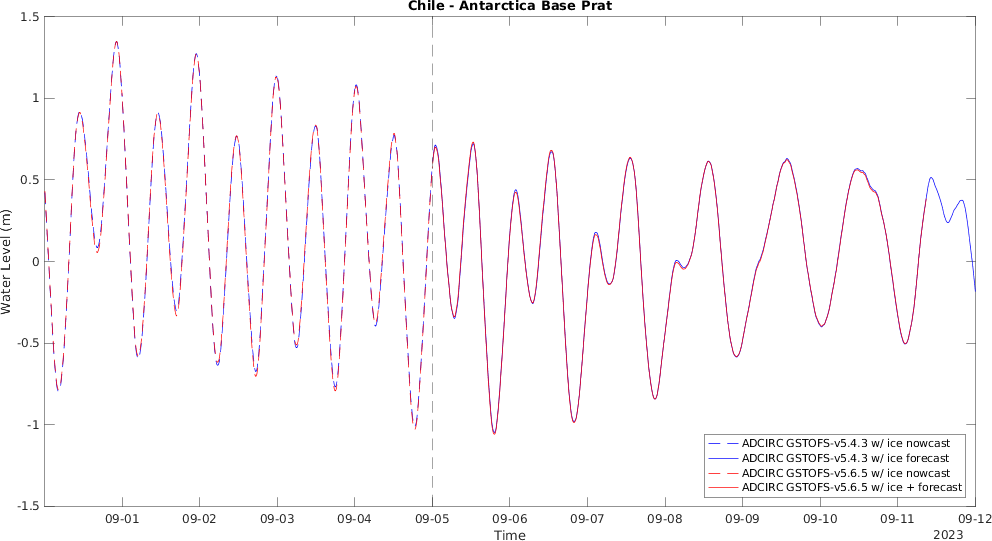 Chile - Antarctica Base Prat
1.5
1
0.5
0
-0.5
-1
-1.5
Water Level (m)
ADCIRC GSTOFS-v5.4.3 w/ ice nowcast
ADCIRC GSTOFS-v5.4.3 w/ ice forecast
ADCIRC GSTOFS-v5.6.5 w/ ice nowcast
ADCIRC GSTOFS-v5.6.5 w/ ice + forecast
09-01 09-02 09-03 09-04 09-05 09-06 09-07 09-08 09-09 09-10 09-11 09-12
Time
2023